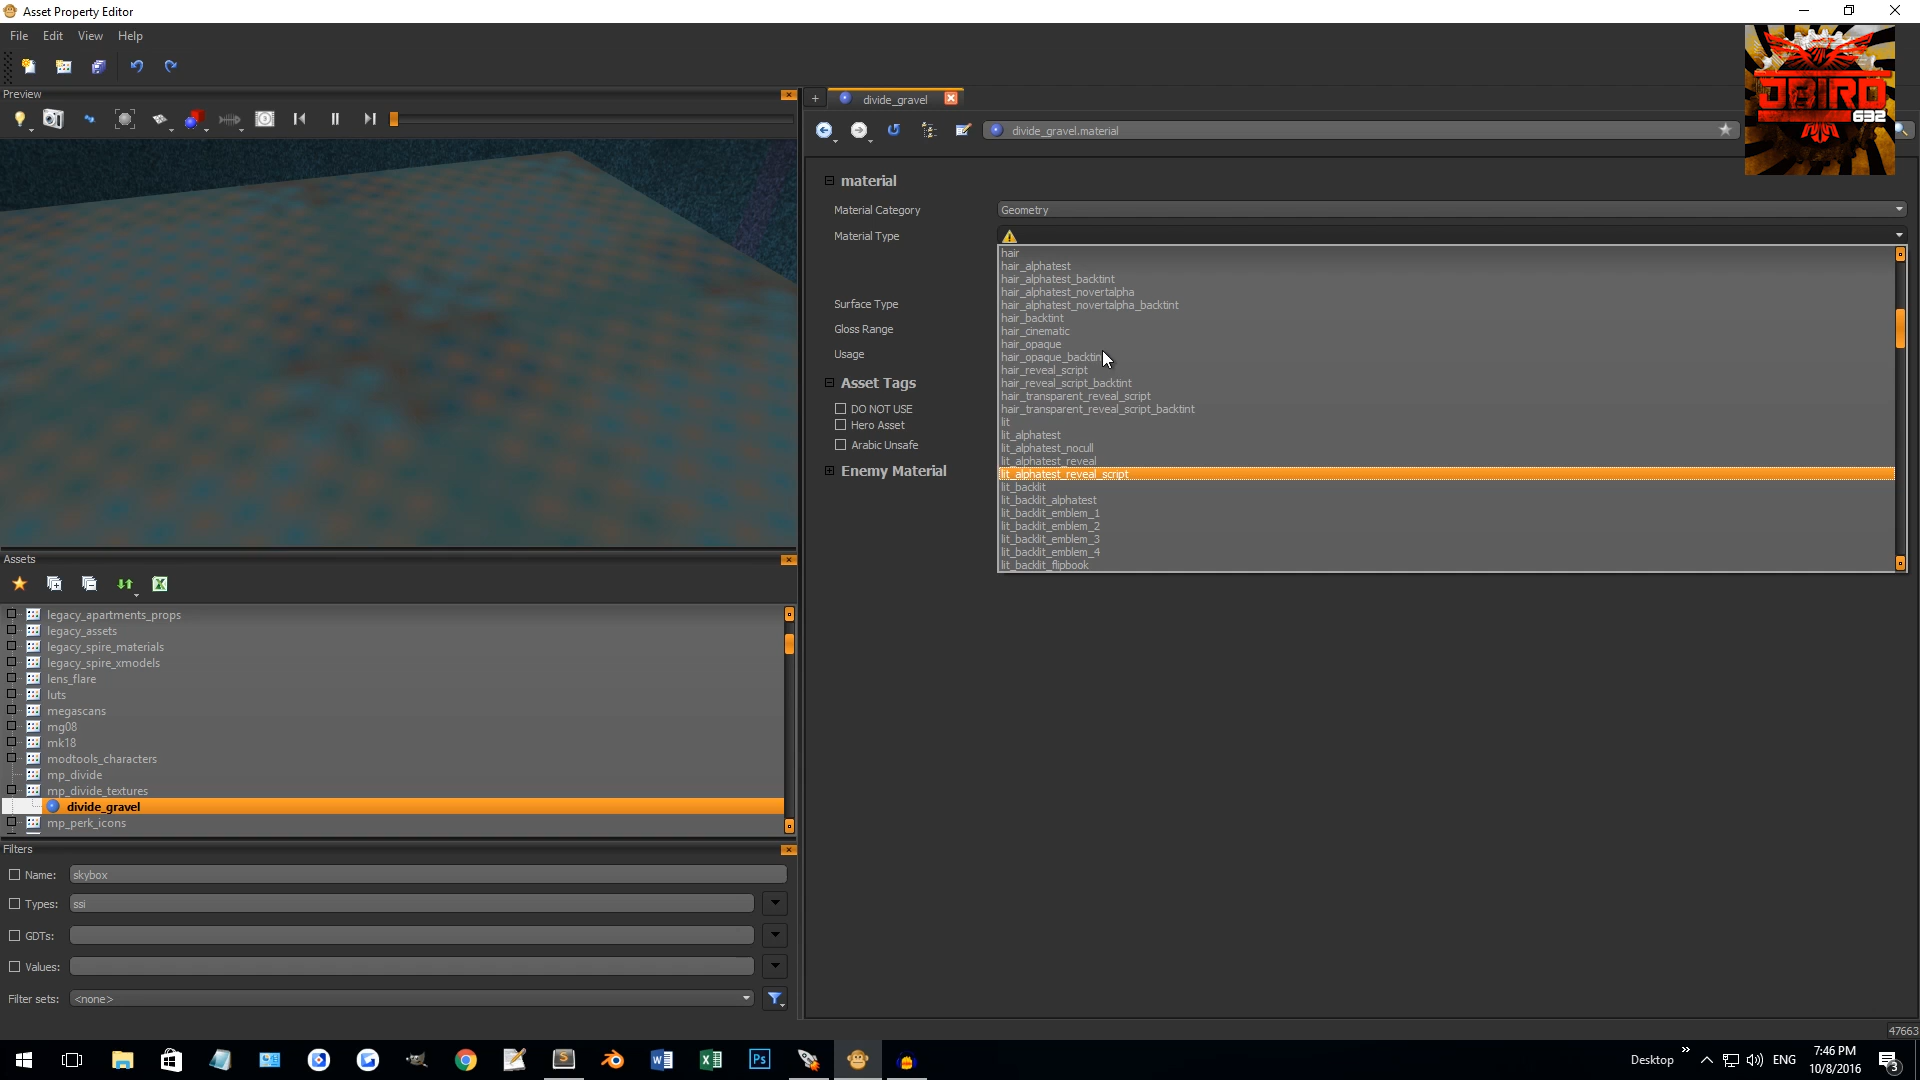 Asset Property Editor
File Edit View Help
JBIRD
632
Preview
divide_gravel
divide_gravel.material
material
Material Category
Geometry
Material Type
hair
hair_alphatest
hair_alphatest_backtint
hair_alphatest_novertalpha
hair_alphatest_novertalpha_backtint
hair_backtint
hair_cinematic
hair_opaque
hair_opaque_backtint
hair_reveal_script
hair_reveal_script_backtint
hair_transparent_reveal_script
hair_transparent_reveal_script_backtint
lit
lit_alphatest
lit_alphatest_nocull
lit_alphatest_reveal
lit_alphatest_reveal_script
lit_backlit
lit_backlit_alphatest
lit_backlit_emblem_1
lit_backlit_emblem_2
lit_backlit_emblem_3
lit_backlit_emblem_4
lit_backlit_flipbook
Surface Type
Gloss Range
Usage
Asset Tags
DO NOT USE
Hero Asset
Arabic Unsafe
Enemy Material
Assets
legacy_apartments_props
legacy_assets
legacy_spire_materials
legacy_spire_xmodels
lens_flare
luts
megascans
mg08
mk18
modtools_characters
mp_divide
mp_divide_textures
divide_gravel
mp_perk_icons
Filters
Name: skybox
Types: ssi
GDTs:
Values:
Filter sets: <none>
47663
Desktop
ENG
7:46 PM
10/8/2016
3